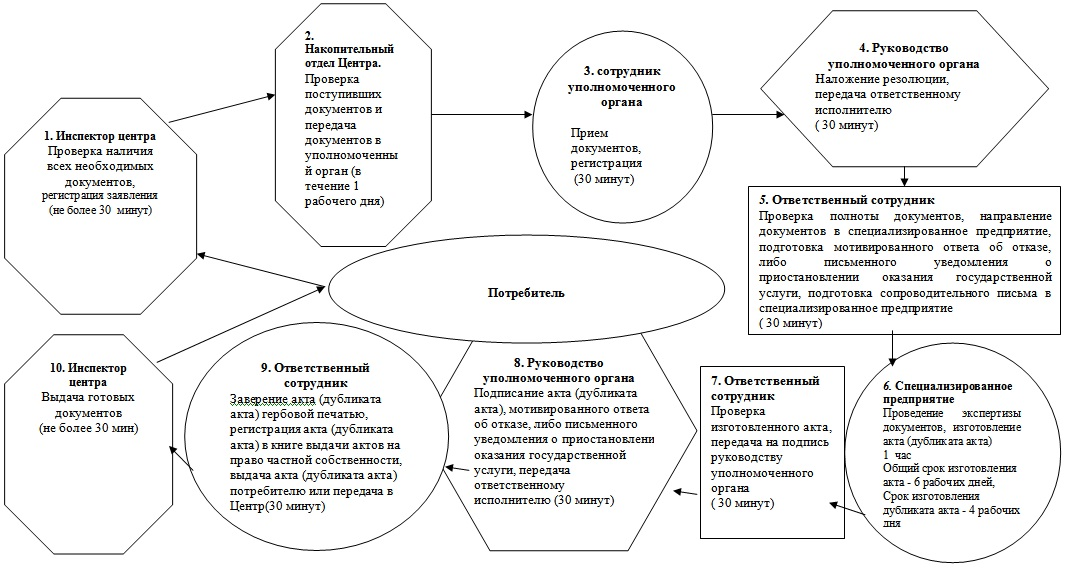 1. Инспектор центра
Проверка наличия
всех необходимых
документов,
регистрация заявления
(не более 30 минут)
2.
Накопительный
отдел Центра.
Проверка
поступивших
документов и
передача
документов в
уполномоченны
й орган (в
течение 1
рабочего дня)
3. сотрудник
уполномоченного
органа
Прием
документов,
регистрация
(30 минут)
4. Руководство
уполномоченного органа
Наложение резолюции,
передача ответственному
исполнителю
( 30 минут)
5. Ответственный сотрудник
Проверка полноты документов, направление
документов в специализированное предприятие,
подготовка мотивированного ответа об отказе,
либо письменного уведомления о
приостановлении оказания государственной
услуги, подготовка сопроводительного письма в
специализированное предприятие
( 30 минут)
Потребитель
6. Специализированное
предприятие
Проведение экспертизы
документов, изготовление
акта (дубликата акта)
1 час
Общий срок изготовления
акта - 6 рабочих дней,
Срок изготовления
дубликата акта - 4 рабочих
дня
7. Ответственный
сотрудник
Проверка
изготовленного акта,
передача на подпись
руководству
уполномоченного
органа
( 30 минут)
8. Руководство
уполномоченного органа
Подписание акта (дубликата
акта), мотивированного ответа
об отказе, либо письменного
уведомления о приостановлени
оказания государственной
услуги, передача
ответственному
исполнителю (30 минут)
9. Ответственный
сотрудник
Заверение акта (дубликата
акта) гербовой печатью,
регистрация акта (дубликата
акта) в книге выдачи актов на
право частной собственности,
выдача акта (дубликата акта)
потребителю или передача в
Центр(30 минут)
10. Инспектор
центра
Выдача готовых
документов
(не более 30 мин)